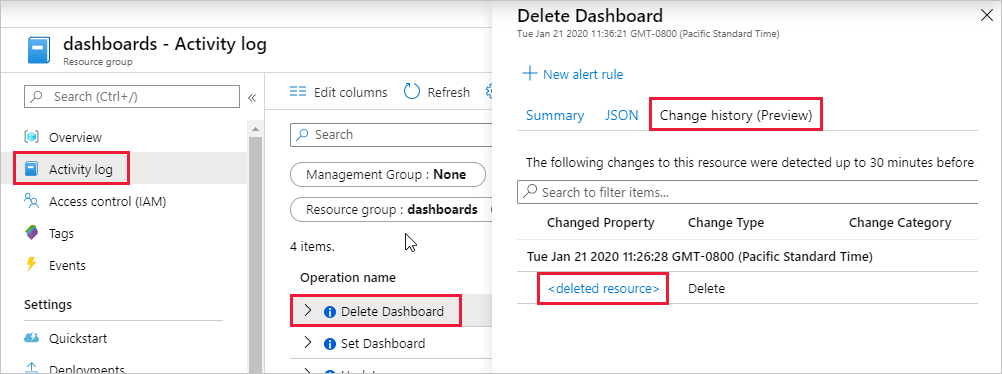 dashboards - Activity log
Resource group
Search (Ctrl+/)
«
Overview
Activity log
Access control (IAM)
Tags
Events
Settings
Quickstart
Deployments
Edit columns
Refresh
Search
Management Group : None
Resource group : dashboards
4 items.
Operation name
Delete Dashboard
Set Dashboard
Delete Dashboard
Tue Jan 21 2020 11:36:21 GMT-0800 (Pacific Standard Time)
New alert rule
Summary JSON Change history (Preview)
The following changes to this resource were detected up to 30 minutes before
Search to filter items...
Changed Property Change Type Change Category
Tue Jan 21 2020 11:26:28 GMT-0800 (Pacific Standard Time)
<deleted resource> Delete